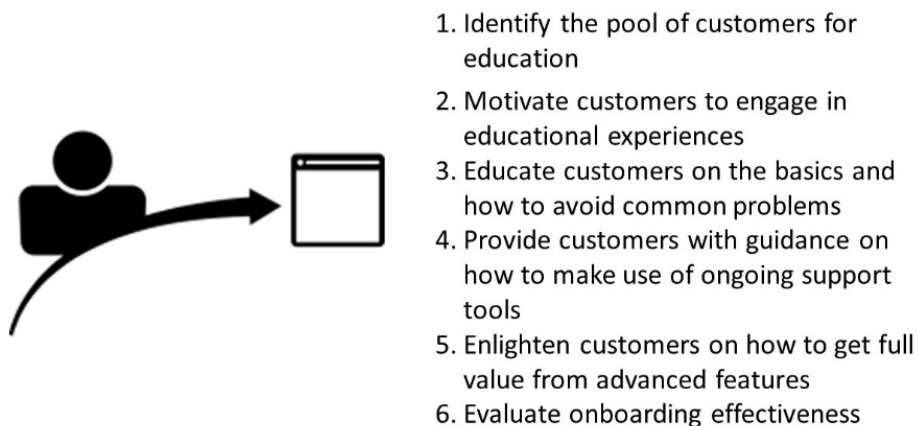 1. Identify the pool of customers for
education
2. Motivate customers to engage in
educational experiences
3. Educate customers on the basics and
how to avoid common problems
4. Provide customers with guidance on
how to make use of ongoing support
tools
5. Enlighten customers on how to get full
value from advanced features
6. Evaluate onboarding effectiveness